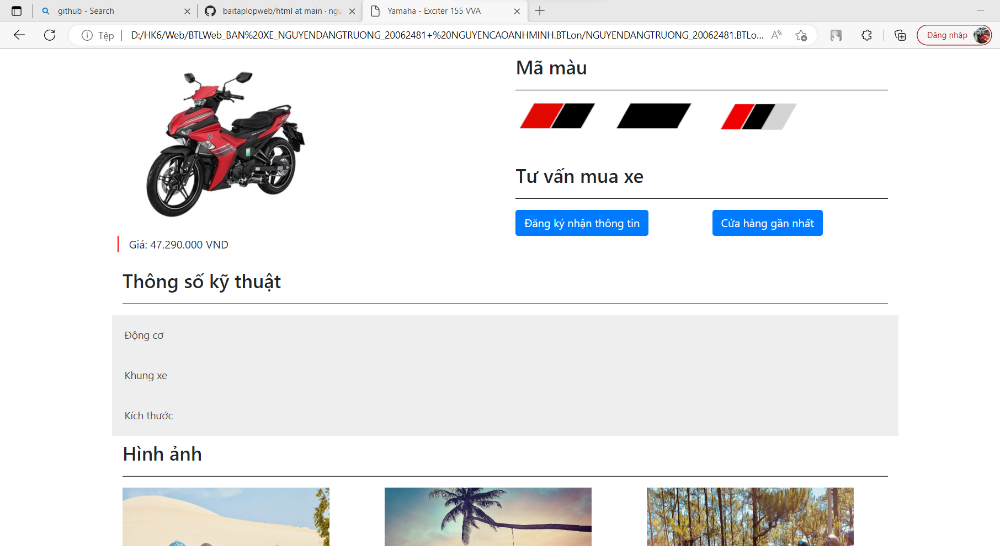 github - Search
baitaplopweb/html at main · ngu
Yamaha - Exciter 155 VVA
Tệp
D:/HK6/Web/BTLWeb_BAN%20XE_NGUYENDANGTRUONG_20062481+%20NGUYENCAOANHMINH.BTLon/NGUYENDANGTRUONG_20062481.BTLo...
Đăng nhập
Mã màu
Tư vấn mua xe
Đăng ký nhận thông tin
Cửa hàng gần nhất
Giá: 47.290.000 VND
Thông số kỹ thuật
Động cơ
Khung xe
Kích thước
Hình ảnh